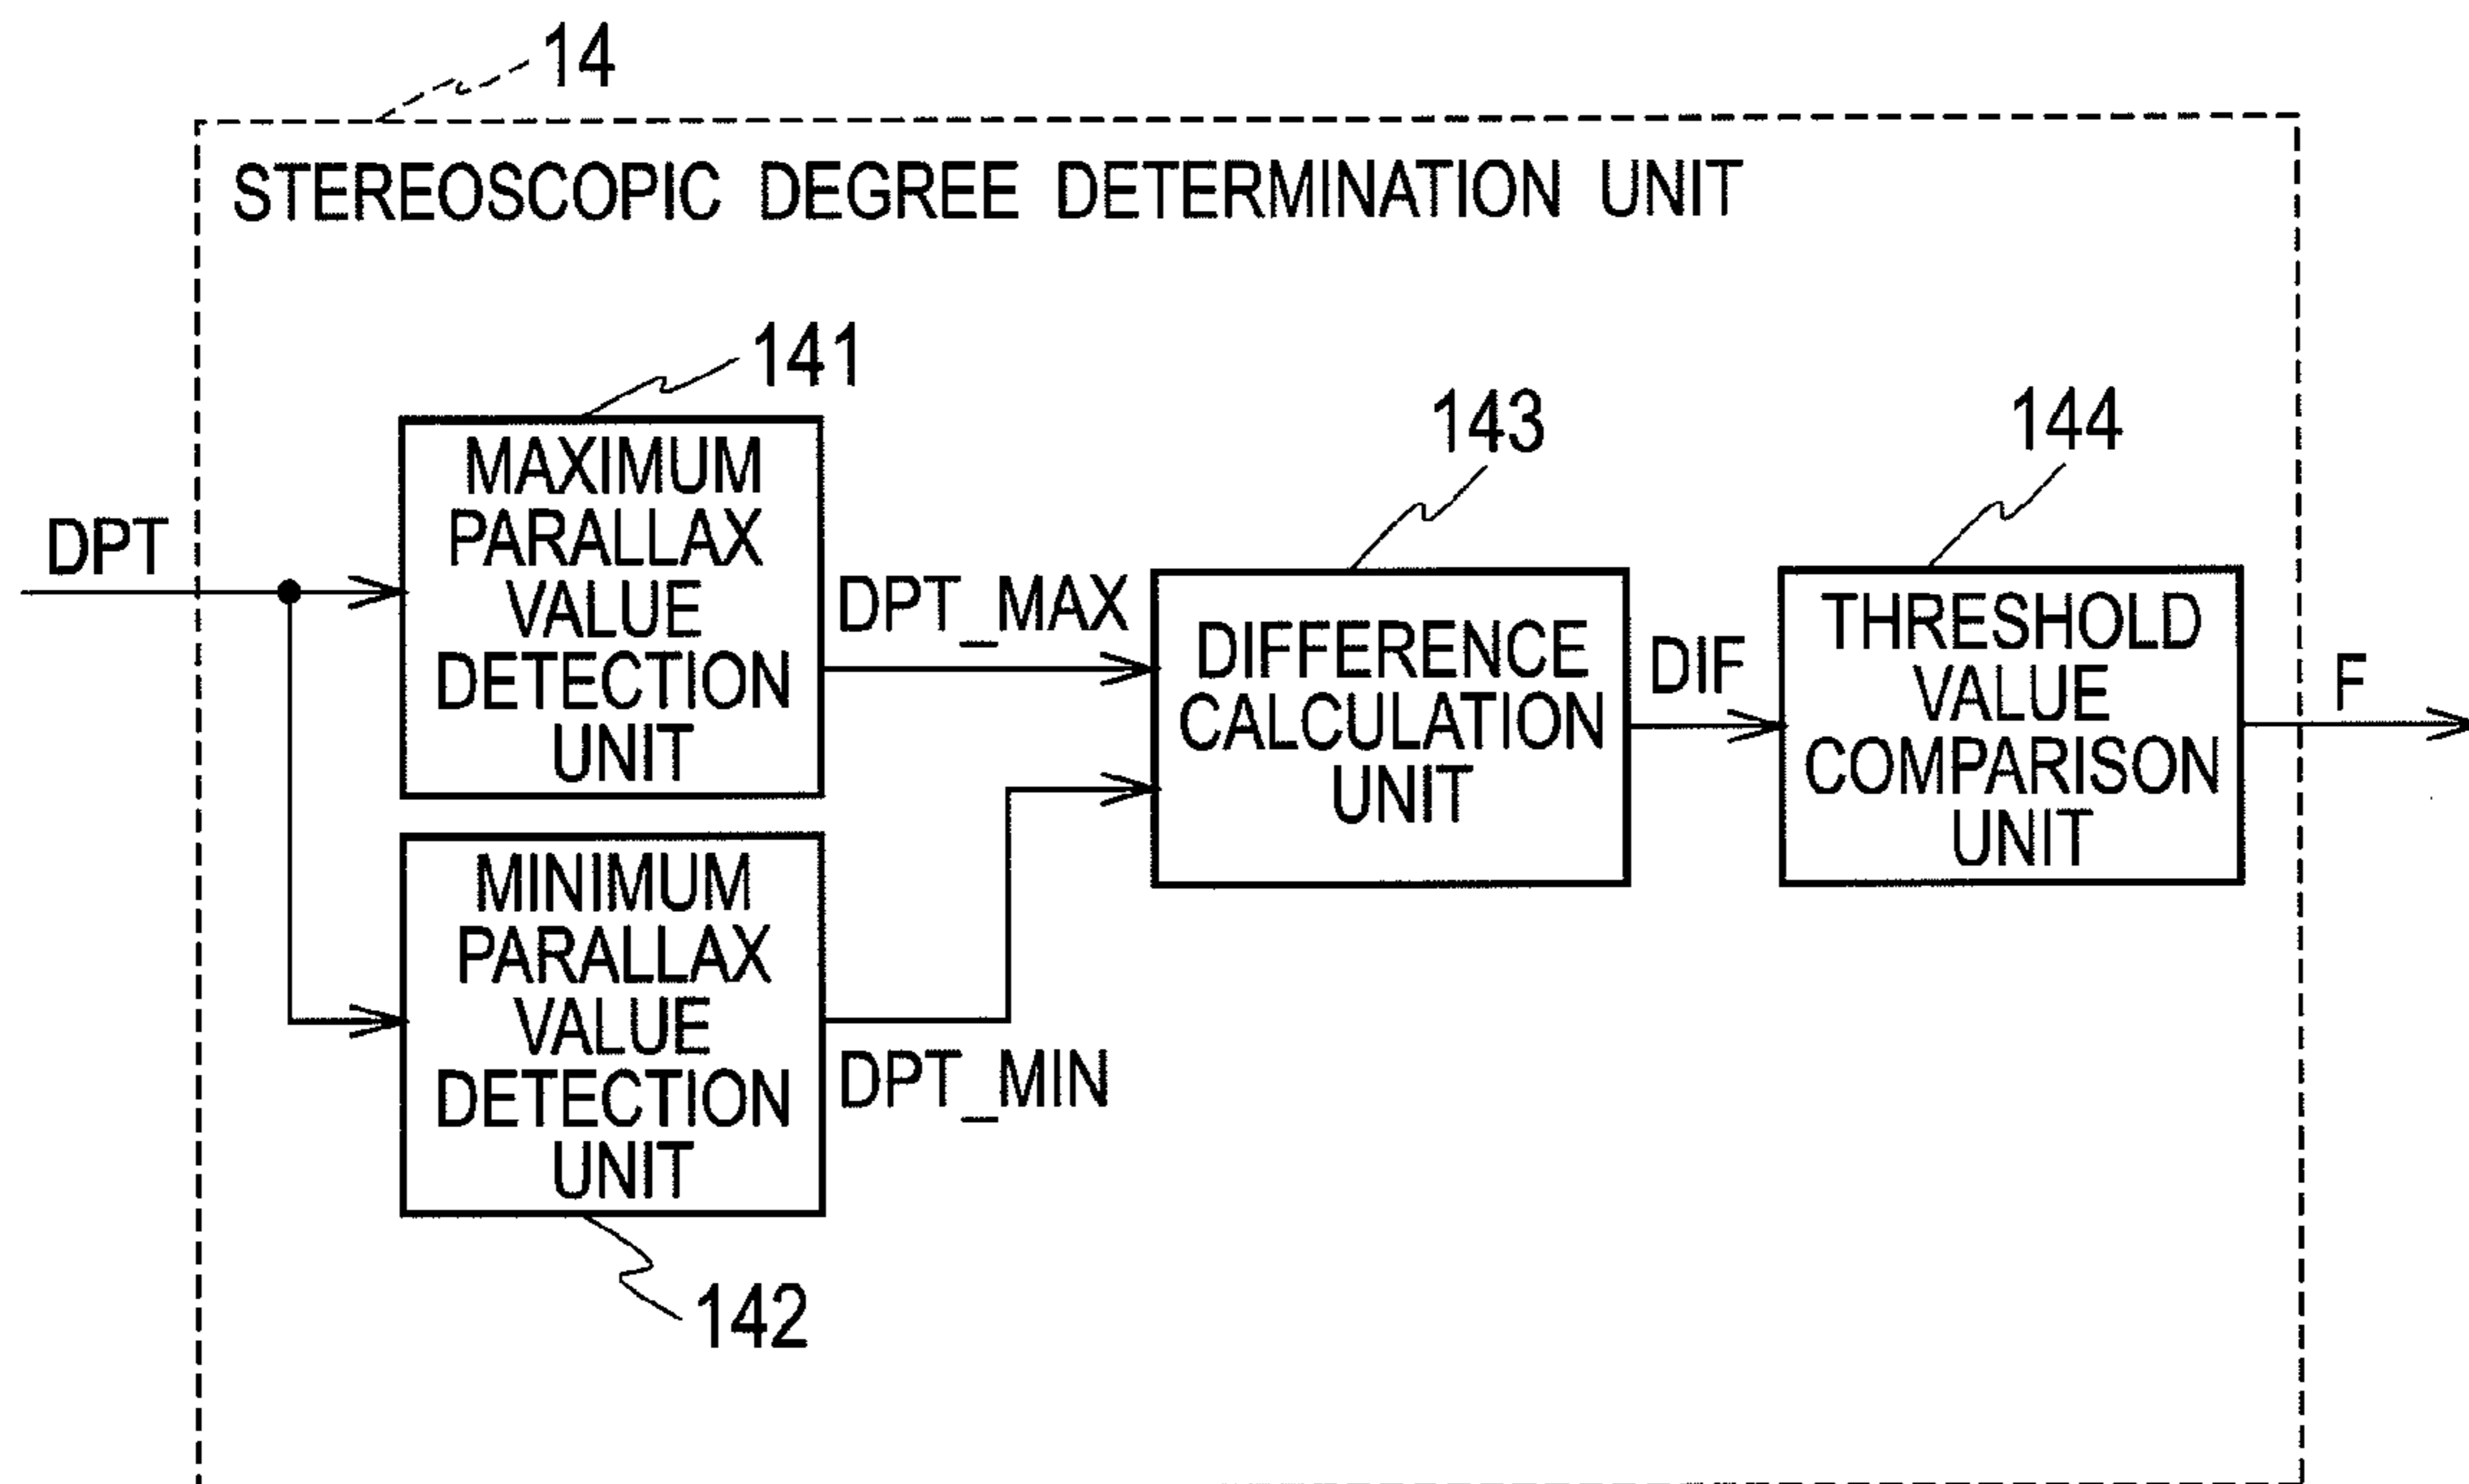 14
STEREOSCOPIC DEGREE DETERMINATION UNIT
141
MAXIMUM
PARALLAX
VALUE
DETECTION
UNIT
DPT
DPT_MAX
143
DIFFERENCE
CALCULATION
UNIT
DIF
144
THRESHOLD
VALUE
COMPARISON
UNIT
F
MINIMUM
PARALLAX
VALUE
DETECTION
UNIT
DPT_MIN
142